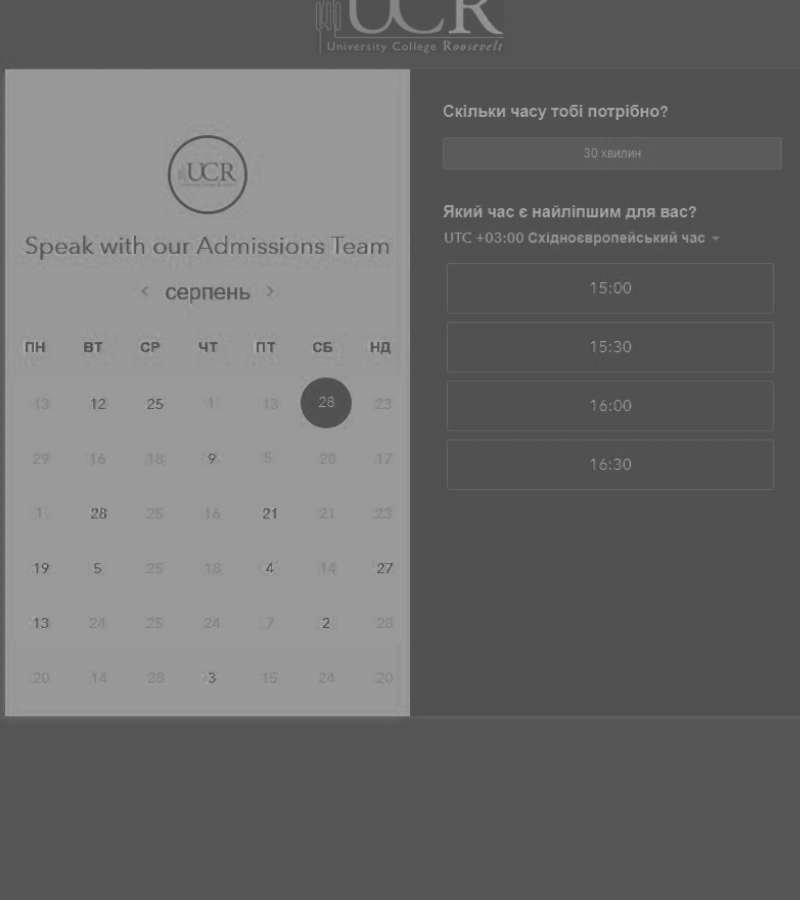 UCR
University College Roosevelt
UCR
Speak with our Admissions Team
серпень
ПН ВТ СР ЧТ ПТ СБ НД
13 12 25 1 13 28 23
29 16 18 9 5 28 17
1 28 25 16 21 21 23
19 5 25 18 4 14 27
13 24 25 24 7 2 28
20 14 28 3 15 24 20
Скільки часу тобі потрібно?
30 хвилин
Який час є найліпшим для вас?
UTC +03:00 Східноєвропейський час
15:00
15:30
16:00
16:30